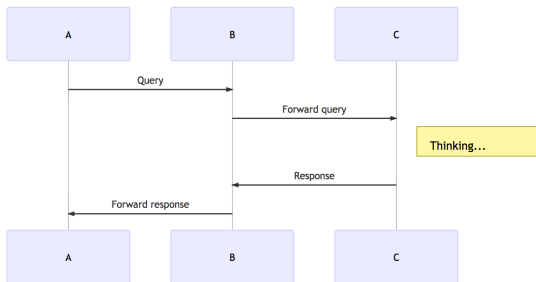 A
B
C
Query
Forward query
Thinking...
Response
Forward response
A
B
C